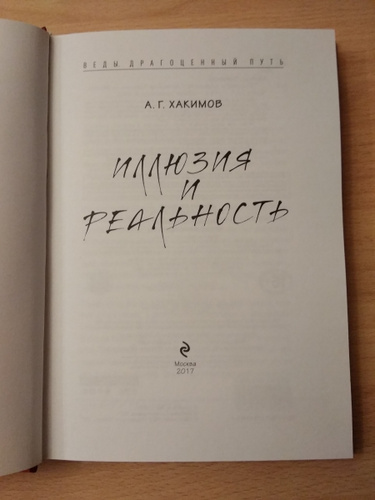 ВЕДЫ. ДРАГОЦЕННЫЙ ПУТЬ
А. Г. ХАКИМОВ
ИЛЛЮЗИЯ
И
РЕАЛЬНОСТЬ
Москва
2017